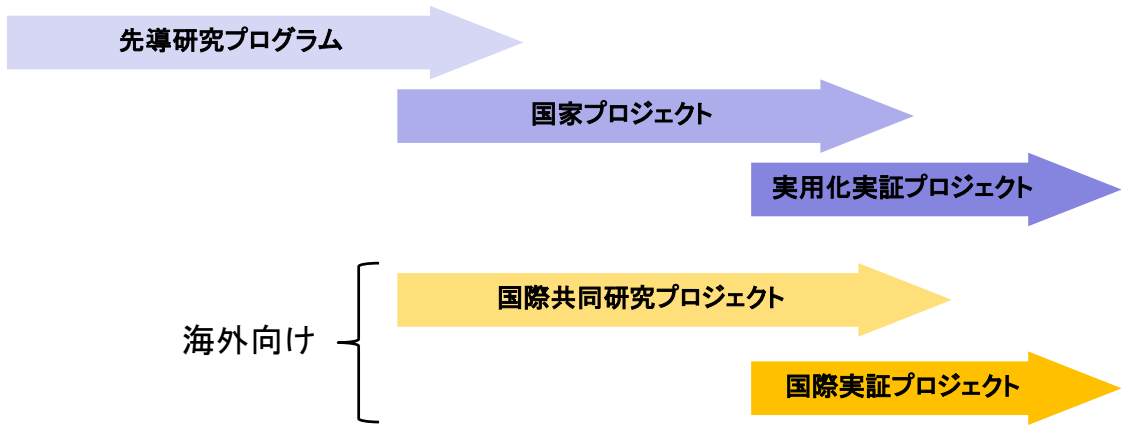 先導研究プログラム
国家プロジェクト
実用化実証プロジェクト
海外向け
国際共同研究プロジェクト
国際実証プロジェクト